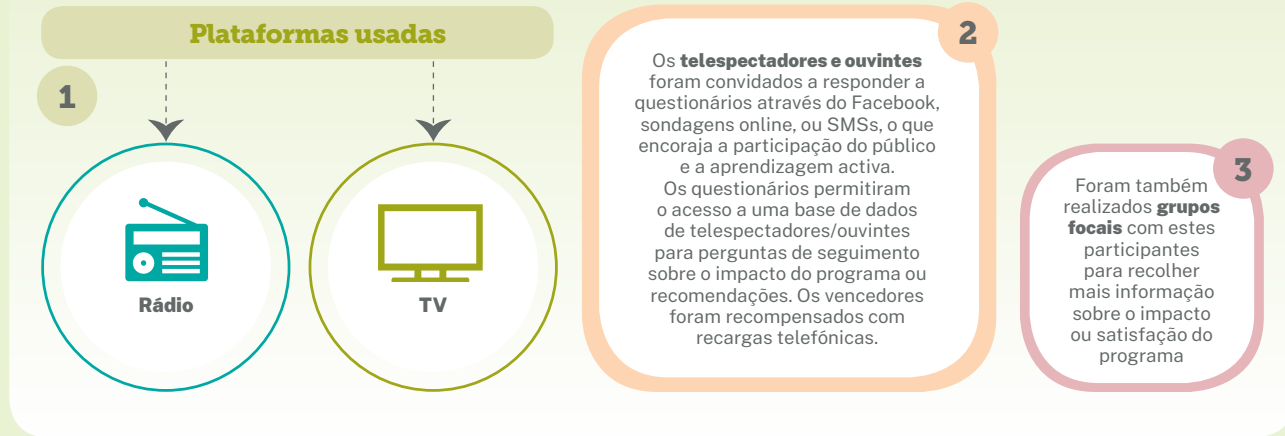 Plataformas usadas
1
Rádio
TV
2
Os telespectadores e ouvintes
foram convidados a responder a
questionários através do Facebook,
sondagens online, ou SMSs, o que
encoraja a participação do público
e a aprendizagem activa.
Os questionários permitiram
o acesso a uma base de dados
de telespectadores/ouvintes
para perguntas de seguimento
sobre o impacto do programa ou
recomendações. Os vencedores
foram recompensados com
recargas telefónicas.
3
Foram também
realizados grupos
focais com estes
participantes
para recolher
mais informação
sobre o impacto
ou satisfação do
programa